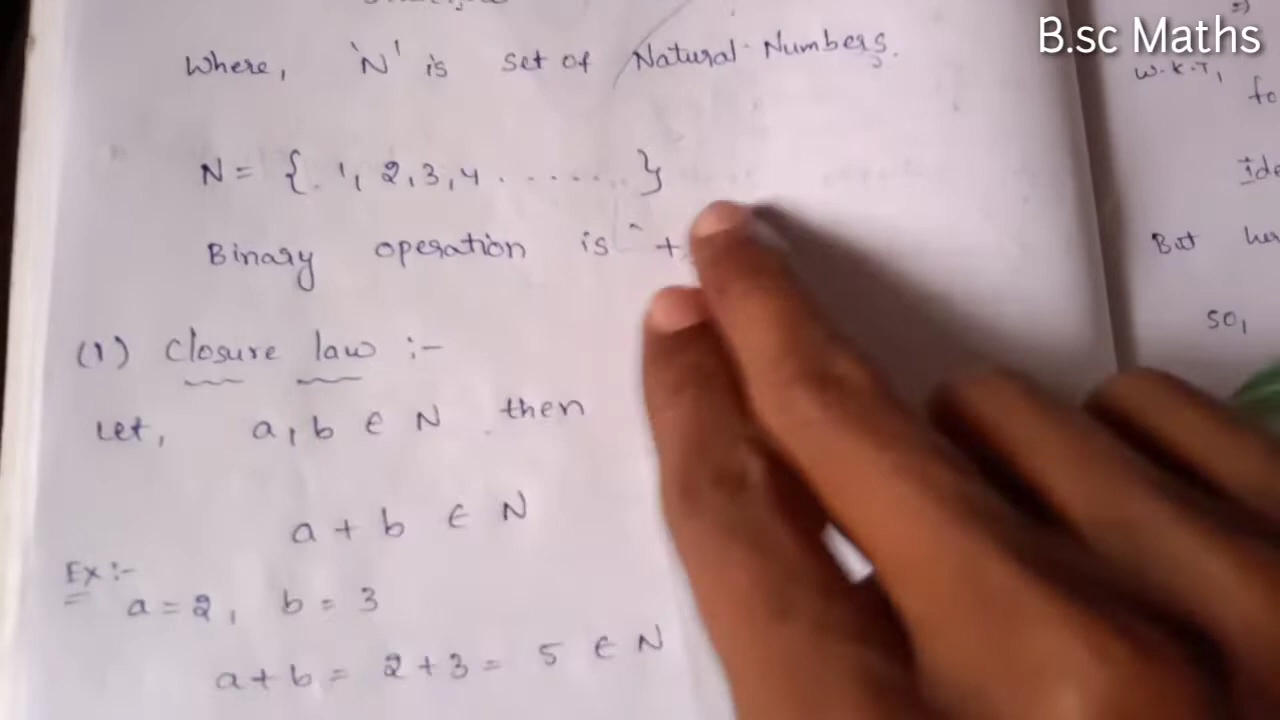 B.sc Maths
Where, 'N' is set of Natural Numbers.
N = { 1, 2, 3, 4 . . . . . . }
Binary operation is +
(1) Closure law :-
Let, a, b ∈ N then
a + b ∈ N
Ex :-
a = 2, b = 3
a + b = 2 + 3 = 5 ∈ N
W.K.T,
But
so,